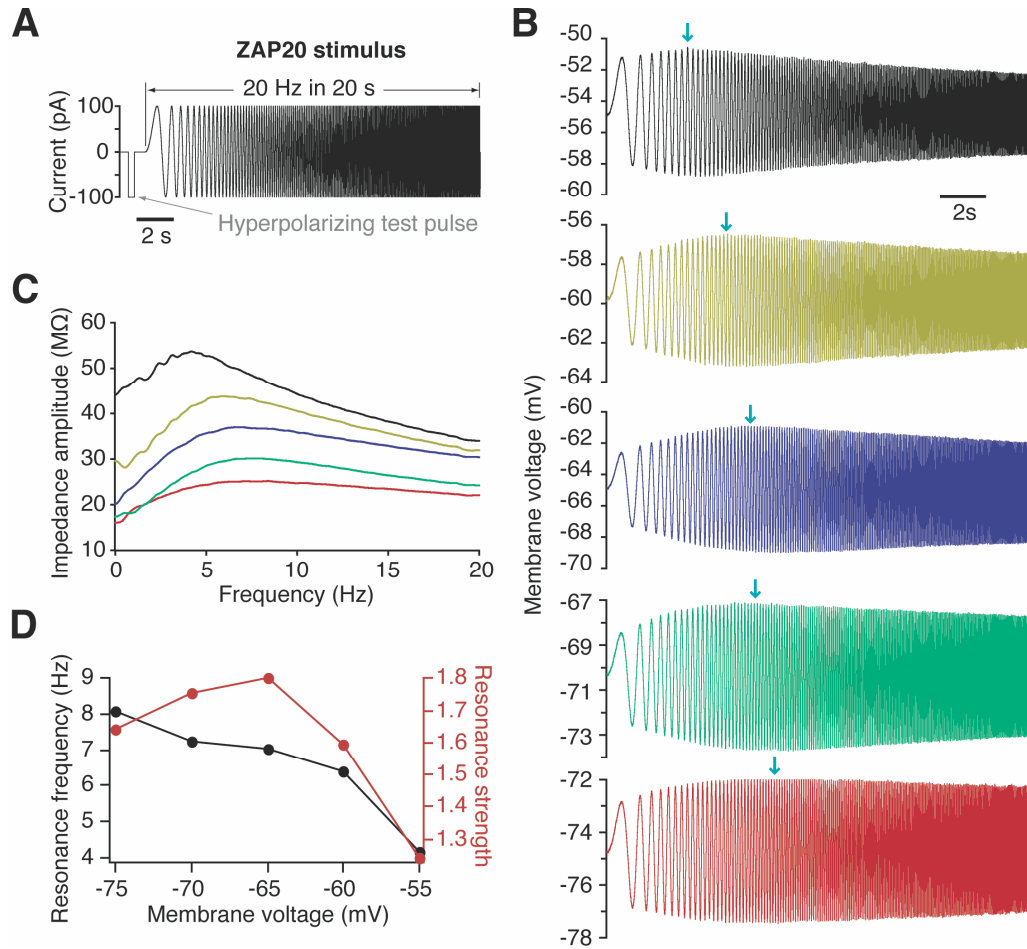 A
ZAP20 stimulus
20 Hz in 20 s
Current (pA)
100
0
-100
2 s
Hyperpolarizing test pulse
B
Membrane voltage (mV)
-50
-52
-54
-56
-58
-60
2s
-56
-58
-60
-62
-64
-60
-62
-64
-66
-68
-70
-67
-69
-71
-73
-72
-74
-76
-78
C
Impedance amplitude (MΩ)
60
50
40
30
20
10
0 5 10 15 20
Frequency (Hz)
D
Resonance frequency (Hz)
9
8
7
6
5
4
Resonance strength
1.8
1.7
1.6
1.5
1.4
1.3
-75 -70 -65 -60 -55
Membrane voltage (mV)